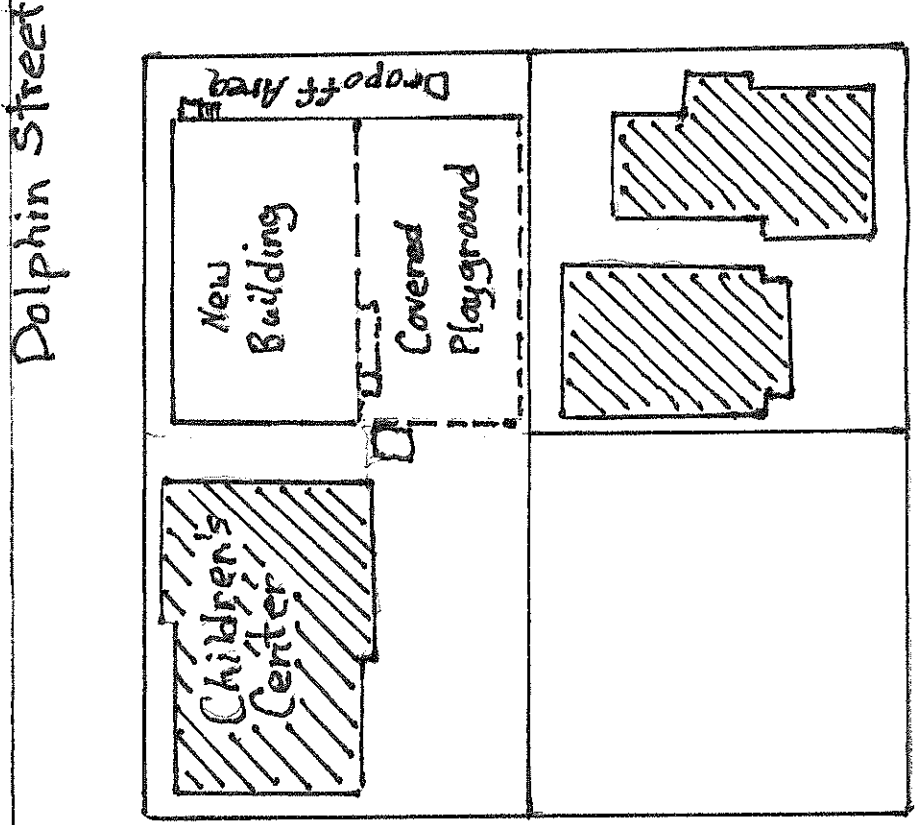 Dolphin Street
Dropoff Area
New
Building
Covered
Playground
Children's
Center